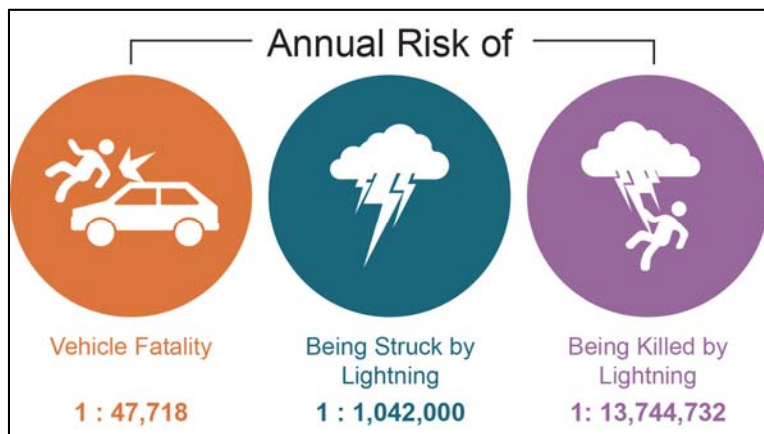 Annual Risk of
Vehicle Fatality
1 : 47,718
Being Struck by
Lightning
1 : 1,042,000
Being Killed by
Lightning
1: 13,744,732